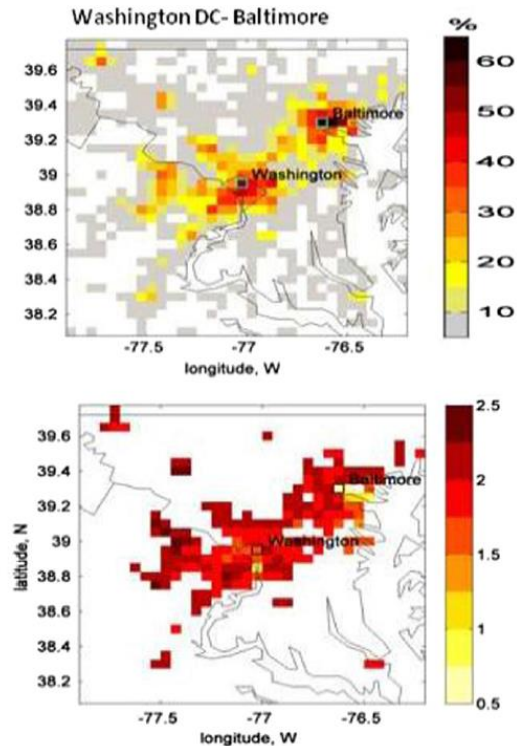 Washington DC- Baltimore
%
39.6
39.4
39.2
39
38.8
38.6
38.4
38.2
Baltimore
Washington
60
50
40
30
20
10
-77.5 -77 -76.5
longitude, W
39.6
39.4
39.2
39
38.8
38.6
38.4
38.2
latitude, N
Baltimore
Washington
2.5
2
1.5
1
0.5
-77.5 -77 -76.5
longitude, W